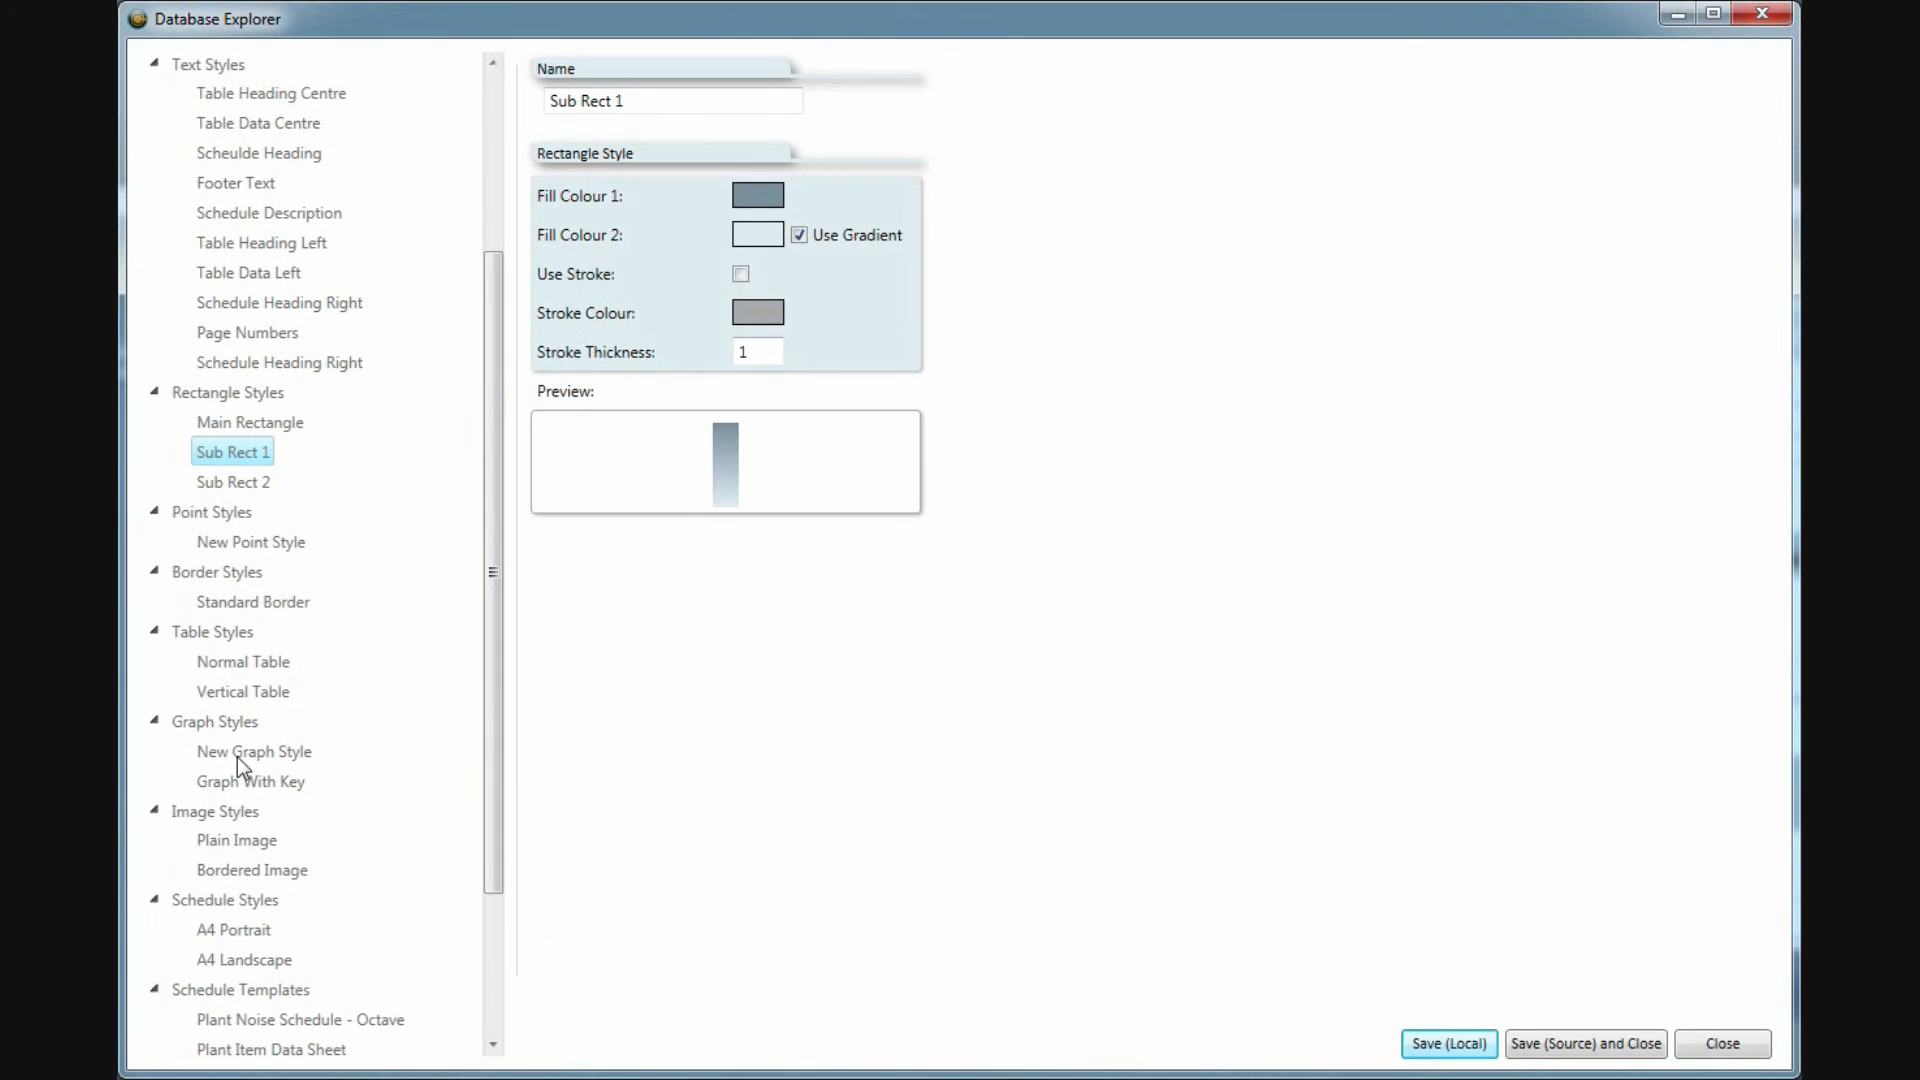 Database Explorer
Text Styles
Table Heading Centre
Table Data Centre
Scheulde Heading
Footer Text
Schedule Description
Table Heading Left
Table Data Left
Schedule Heading Right
Page Numbers
Schedule Heading Right
Rectangle Styles
Main Rectangle
Sub Rect 1
Sub Rect 2
Point Styles
New Point Style
Border Styles
Standard Border
Table Styles
Normal Table
Vertical Table
Graph Styles
New Graph Style
Graph With Key
Image Styles
Plain Image
Bordered Image
Schedule Styles
A4 Portrait
A4 Landscape
Schedule Templates
Plant Noise Schedule - Octave
Plant Item Data Sheet
Name
Sub Rect 1
Rectangle Style
Fill Colour 1:
Fill Colour 2: Use Gradient
Use Stroke:
Stroke Colour:
Stroke Thickness: 1
Preview:
Save (Local) Save (Source) and Close Close